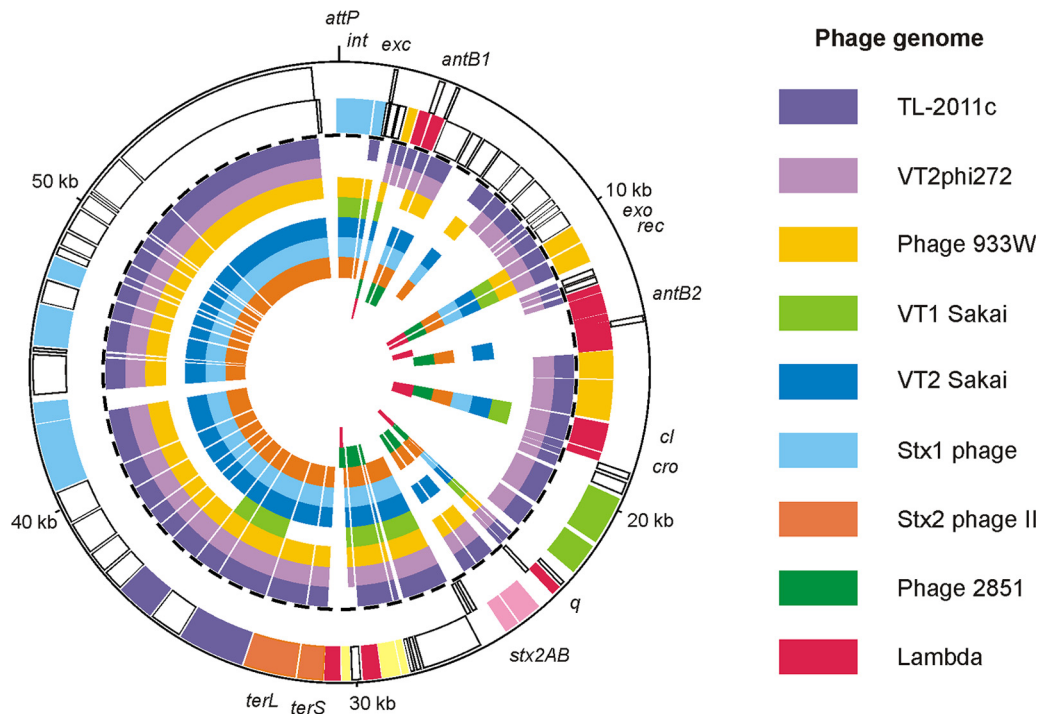 attP
int
exc
antB1
10 kb
exo
rec
antB2
cI
cro
20 kb
q
stx2AB
30 kb
terS
terL
40 kb
50 kb
Phage genome
TL-2011c
VT2phi272
Phage 933W
VT1 Sakai
VT2 Sakai
Stx1 phage
Stx2 phage II
Phage 2851
Lambda